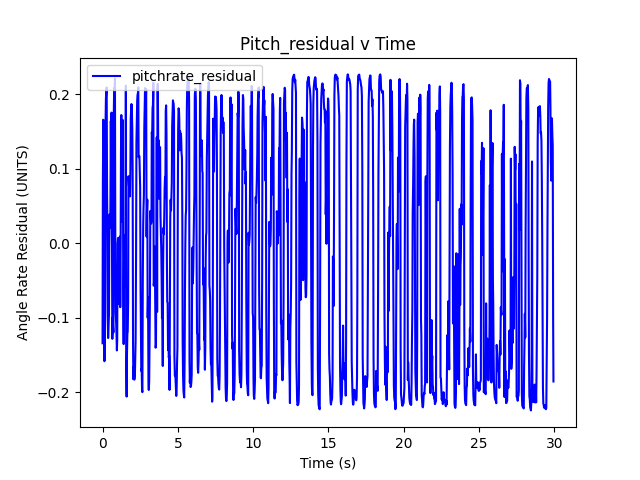 Pitch_residual v Time
pitchrate_residual
Angle Rate Residual (UNITS)
0.2
0.1
0.0
−0.1
−0.2
0 5 10 15 20 25 30
Time (s)